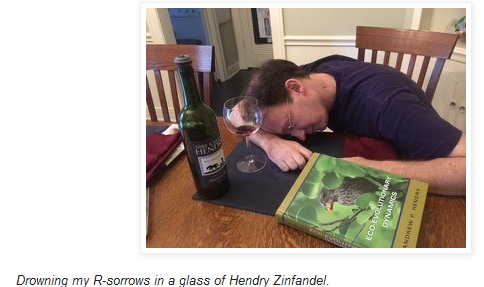 HENDRY
ECO-EVOLUTIONARY
DYNAMICS
ANDREW P. HENDRY
Drowning my R-sorrows in a glass of Hendry Zinfandel.